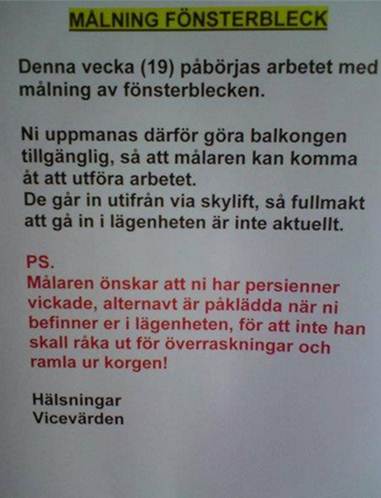 MÅLNING FÖNSTERBLECK
Denna vecka (19) påbörjas arbetet med
målning av fönsterblecken.
Ni uppmanas därför göra balkongen
tillgänglig, så att målaren kan komma
åt att utföra arbetet.
De går in utifrån via skylift, så fullmakt
att gå in i lägenheten är inte aktuellt.
PS.
Målaren önskar att ni har persienner
vickade, alternavt är påklädda när ni
befinner er i lägenheten, för att inte han
skall råka ut för överraskningar och
ramla ur korgen!
Hälsningar
Vicevärden